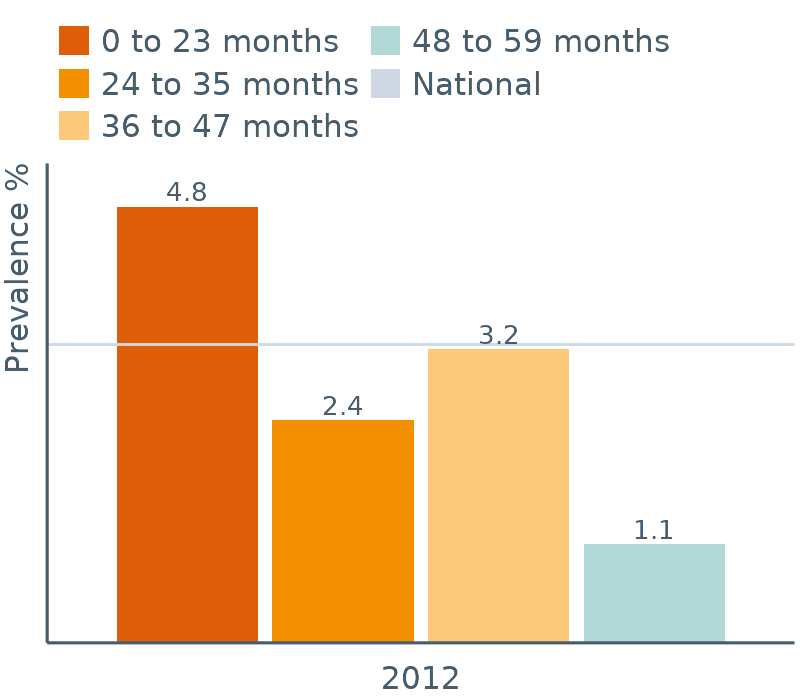 0 to 23 months
24 to 35 months
36 to 47 months
48 to 59 months
National
Prevalence %
4.8
2.4
3.2
1.1
2012